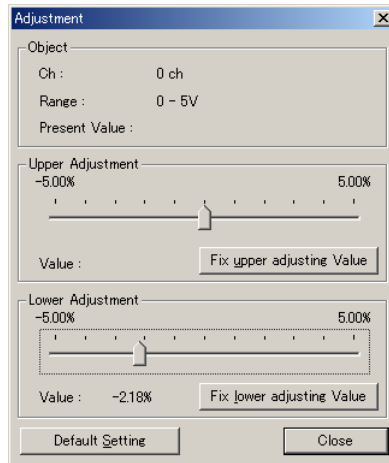 Adjustment
Object
Ch : 0 ch
Range : 0 - 5V
Present Value :
Upper Adjustment
-5.00% 5.00%
Value : Fix upper adjusting Value
Lower Adjustment
-5.00% 5.00%
Value : -2.18% Fix lower adjusting Value
Default Setting Close